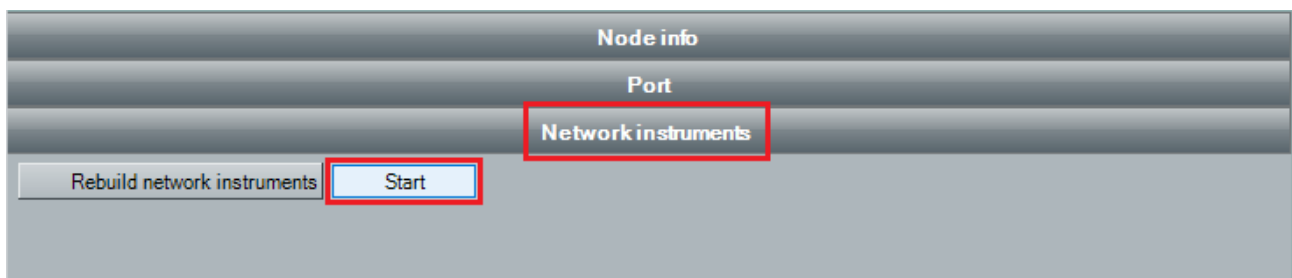 Node info
Port
Network instruments
Rebuild network instruments Start